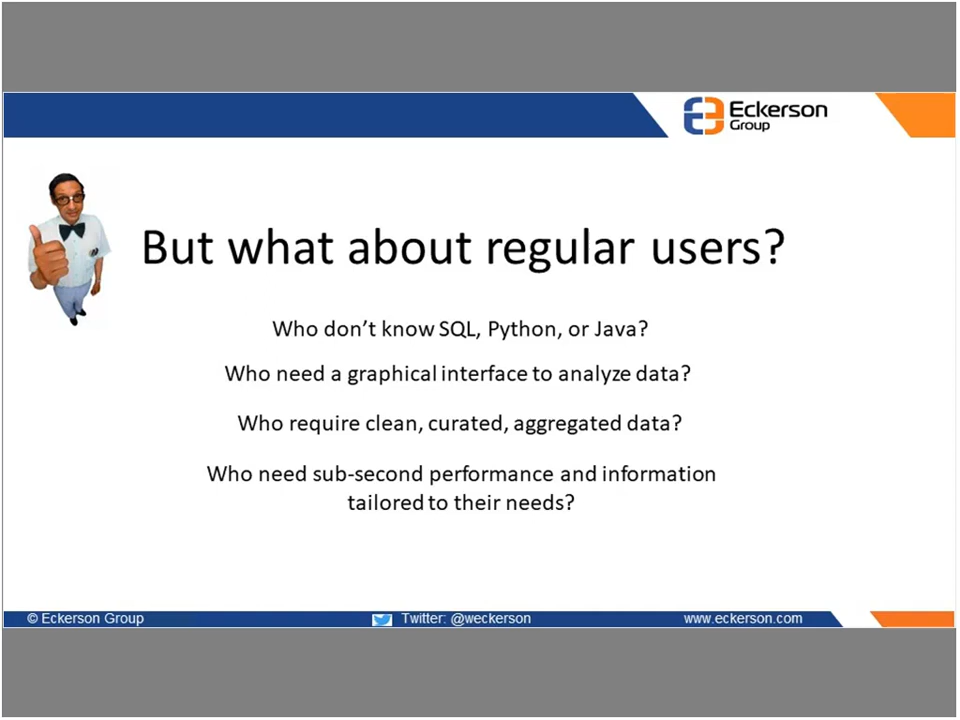 Eckerson
Group
But what about regular users?
Who don't know SQL, Python, or Java?
Who need a graphical interface to analyze data?
Who require clean, curated, aggregated data?
Who need sub-second performance and information
tailored to their needs?
© Eckerson Group
Twitter: @weckerson
www.eckerson.com